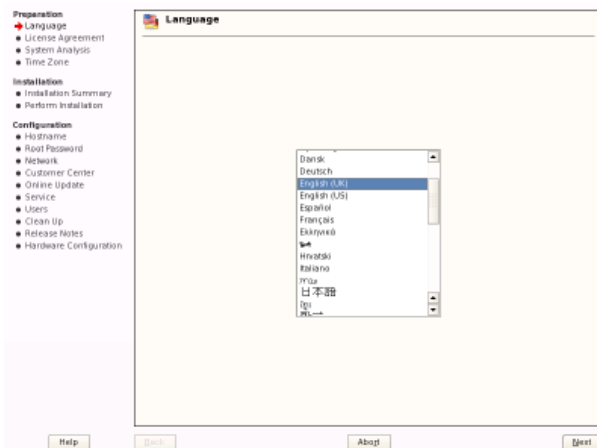 Preparation
Language
License Agreement
System Analysis
Time Zone
Installation
Installation Summary
Perform Installation
Configuration
Hostname
Root Password
Network
Customer Center
Online Update
Service
Users
Clean Up
Release Notes
Hardware Configuration
Language
Dansk
Deutsch
English (UK)
English (US)
Español
Français
Ελληνικά
Hrvatski
Italiano
日本語
Help
Back
Abort
Next